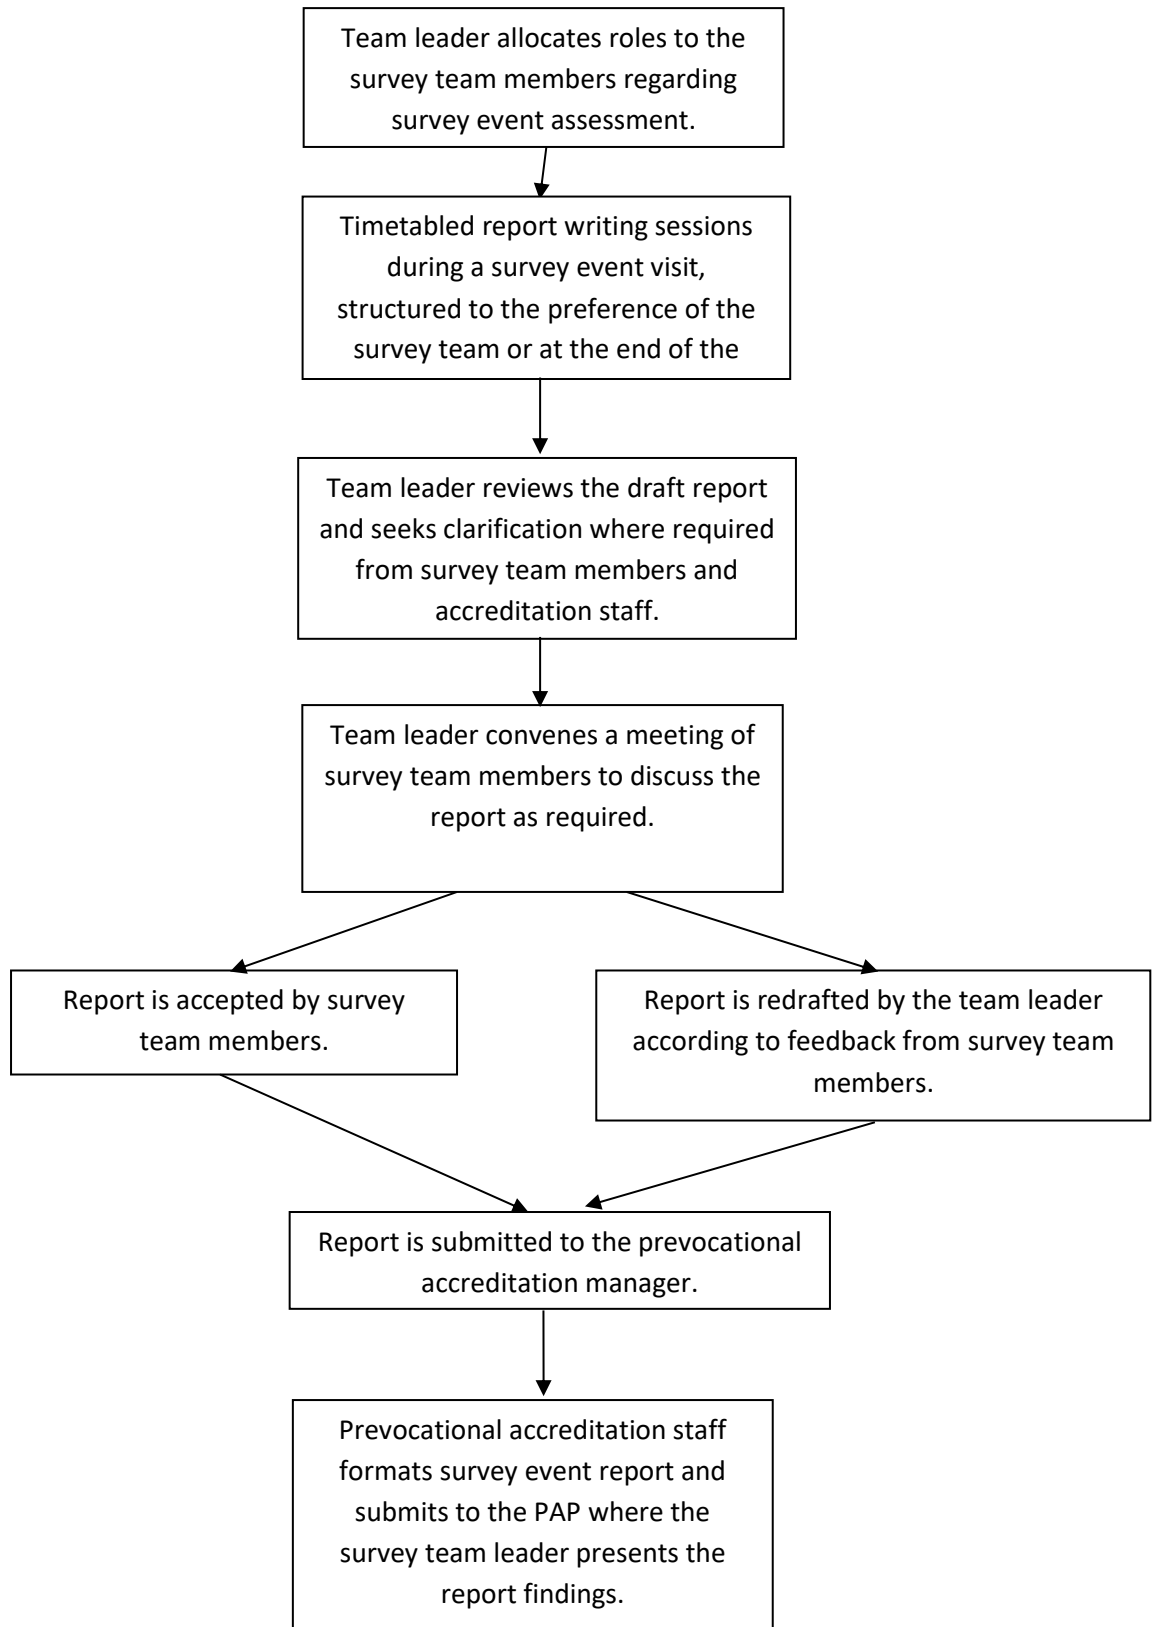 Team leader allocates roles to the
survey team members regarding
survey event assessment.
Timetabled report writing sessions
during a survey event visit,
structured to the preference of the
survey team or at the end of the
Team leader reviews the draft report
and seeks clarification where required
from survey team members and
accreditation staff.
Team leader convenes a meeting of
survey team members to discuss the
report as required.
Report is accepted by survey
team members.
Report is redrafted by the team leader
according to feedback from survey team
members.
Report is submitted to the prevocational
accreditation manager.
Prevocational accreditation staff
formats survey event report and
submits to the PAP where the
survey team leader presents the
report findings.